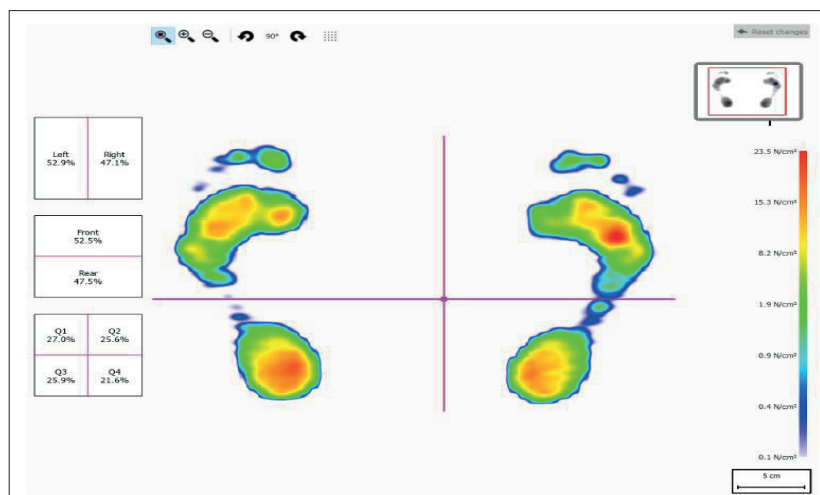 90°
Reset changes
Left
52.9%
Right
47.1%
Front
52.5%
Rear
47.5%
Q1
27.0%
Q2
25.6%
Q3
25.9%
Q4
21.6%
23.5 N/cm²
15.3 N/cm²
8.2 N/cm²
1.9 N/cm²
0.9 N/cm²
0.4 N/cm²
0.1 N/cm²
5 cm